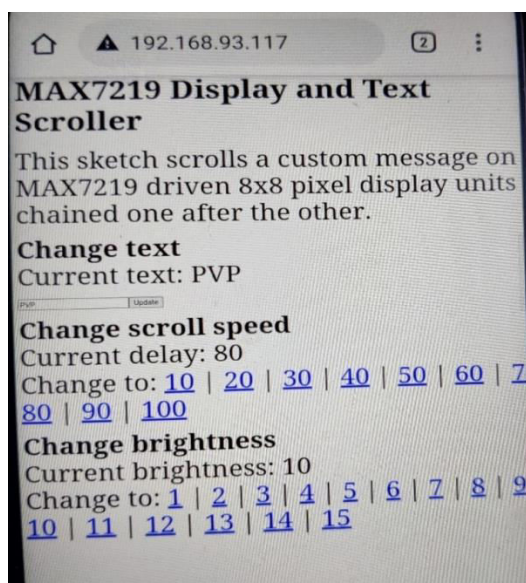 192.168.93.117 2
MAX7219 Display and Text
Scroller
This sketch scrolls a custom message on
MAX7219 driven 8x8 pixel display units
chained one after the other.
Change text
Current text: PVP
PVP Update
Change scroll speed
Current delay: 80
Change to: 10 | 20 | 30 | 40 | 50 | 60 | 7
80 | 90 | 100
Change brightness
Current brightness: 10
Change to: 1 | 2 | 3 | 4 | 5 | 6 | 7 | 8 | 9
10 | 11 | 12 | 13 | 14 | 15